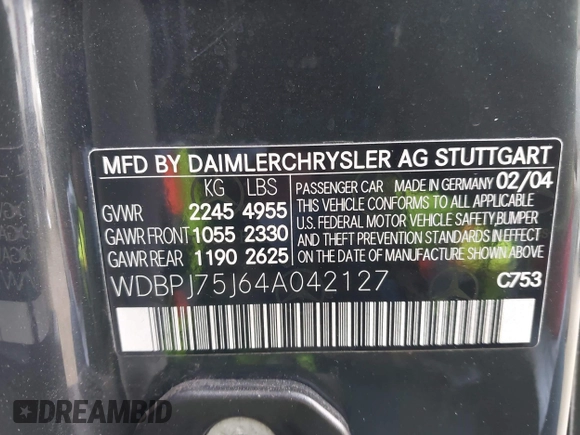 MFD BY DAIMLERCHRYSLER AG STUTTGART
KG LBS
GVWR 2245 4955
GAWR FRONT 1055 2330
GAWR REAR 1190 2625
PASSENGER CAR MADE IN GERMANY 02/04
THIS VEHICLE CONFORMS TO ALL APPLICABLE
U.S. FEDERAL MOTOR VEHICLE SAFETY,BUMPER
AND THEFT PREVENTION STANDARDS IN EFFECT
ON THE DATE OF MANUFACTURE SHOWN ABOVE
WDBPJ75J64A042127 C753
DREAMBID